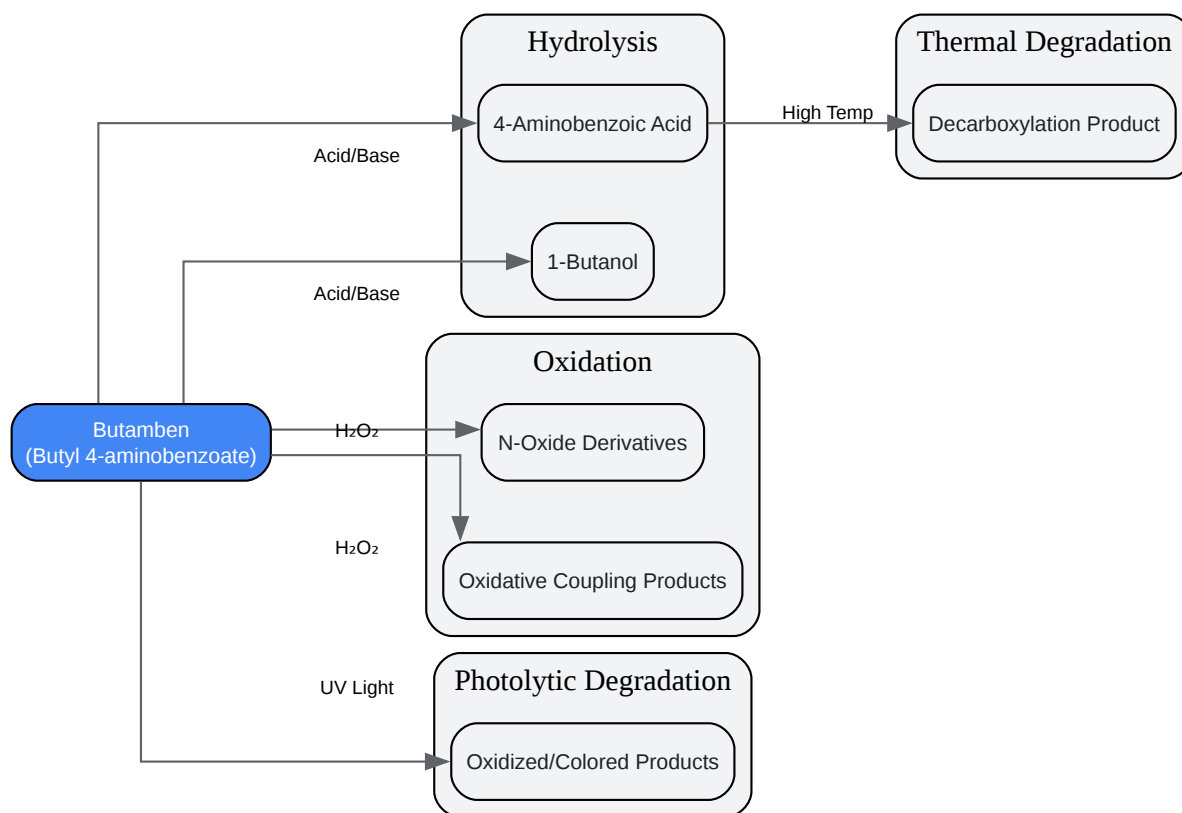 Hydrolysis
4-Aminobenzoic Acid
1-Butanol
Thermal Degradation
Decarboxylation Product
High Temp
Acid/Base
Acid/Base
Butamben
(Butyl 4-aminobenzoate)
Oxidation
H₂O₂
N-Oxide Derivatives
H₂O₂
Oxidative Coupling Products
UV Light
Photolytic Degradation
Oxidized/Colored Products